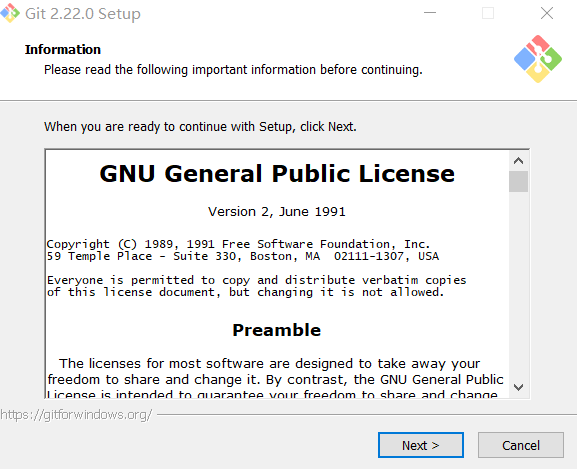 Git 2.22.0 Setup
Information
Please read the following important information before continuing.
When you are ready to continue with Setup, click Next.
GNU General Public License
Version 2, June 1991
Copyright (C) 1989, 1991 Free Software Foundation, Inc.
59 Temple Place - Suite 330, Boston, MA  02111-1307, USA
Everyone is permitted to copy and distribute verbatim copies
of this license document, but changing it is not allowed.
Preamble
The licenses for most software are designed to take away your
freedom to share and change it. By contrast, the GNU General Public
License is intended to guarantee your freedom to share and change
https://gitforwindows.org/
Next >
Cancel